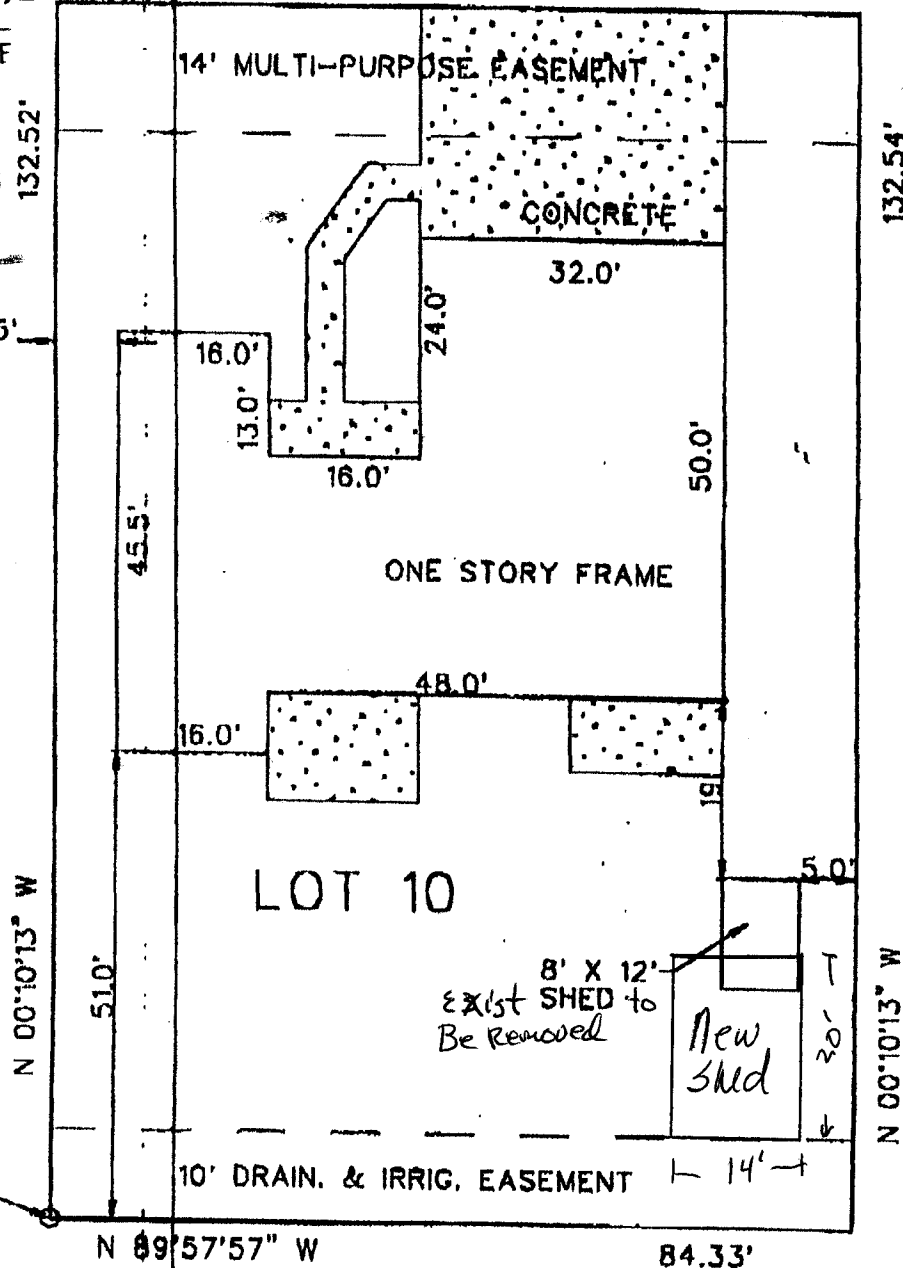 14' MULTI-PURPOSE EASEMENT
132.52'
132.54'
CONCRETE
32.0'
24.0'
5'
16.0'
13.0'
16.0'
50.0'
45.5'
ONE STORY FRAME
48.0'
16.0'
19'
LOT 10
5.0'
N 00°10'13" W
51.0'
8' X 12'
Exist SHED to
Be Removed
New
Shed
20'
N 00°10'13" W
10' DRAIN. & IRRIG. EASEMENT
14'
N 89°57'57" W
84.33'